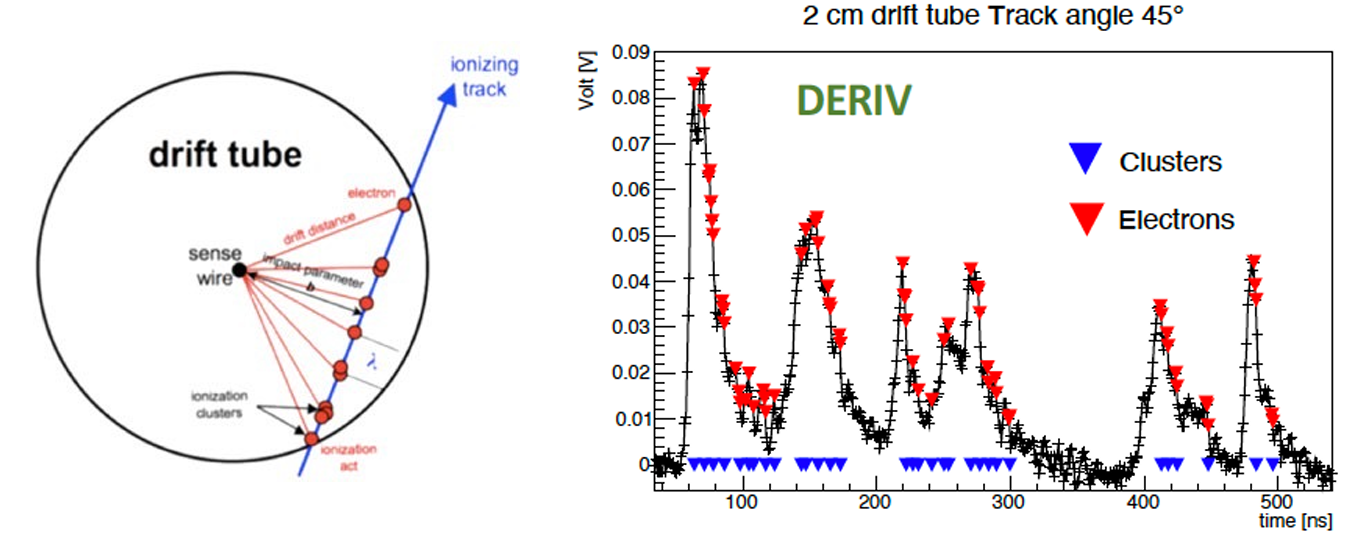 ionizing
track
drift tube
electron
drift distance
sense
wire
impact parameter
b
λ
ionization
clusters
ionization
act
2 cm drift tube Track angle 45°
Volt [V]
0.09
0.08
0.07
0.06
0.05
0.04
0.03
0.02
0.01
0
DERIV
Clusters
Electrons
100
200
300
400
500
time [ns]